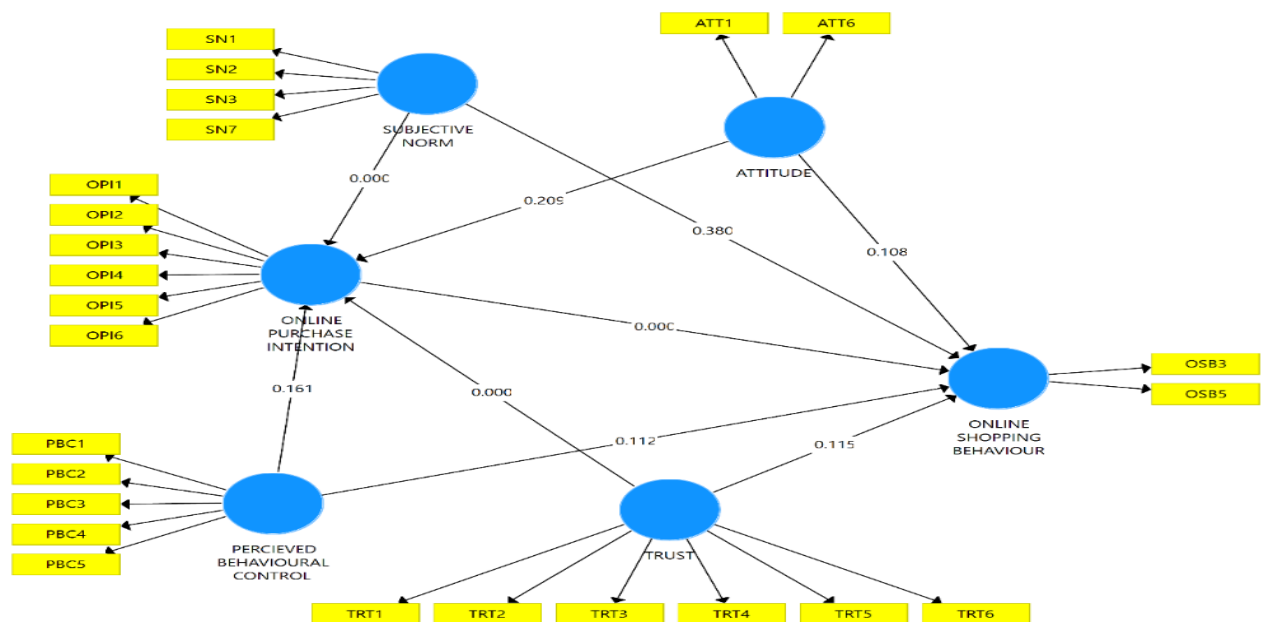 ATT1
ATT6
SN1
SN2
SN3
SN7
SUBJECTIVE
NORM
ATTITUDE
0.000
0.209
0.380
0.108
OPI1
OPI2
OPI3
OPI4
OPI5
OPI6
ONLINE
PURCHASE
INTENTION
0.000
0.161
0.000
0.112
0.115
OSB3
OSB5
ONLINE
SHOPPING
BEHAVIOUR
PBC1
PBC2
PBC3
PBC4
PBC5
PERCIEVED
BEHAVIOURAL
CONTROL
TRUST
TRT1
TRT2
TRT3
TRT4
TRT5
TRT6